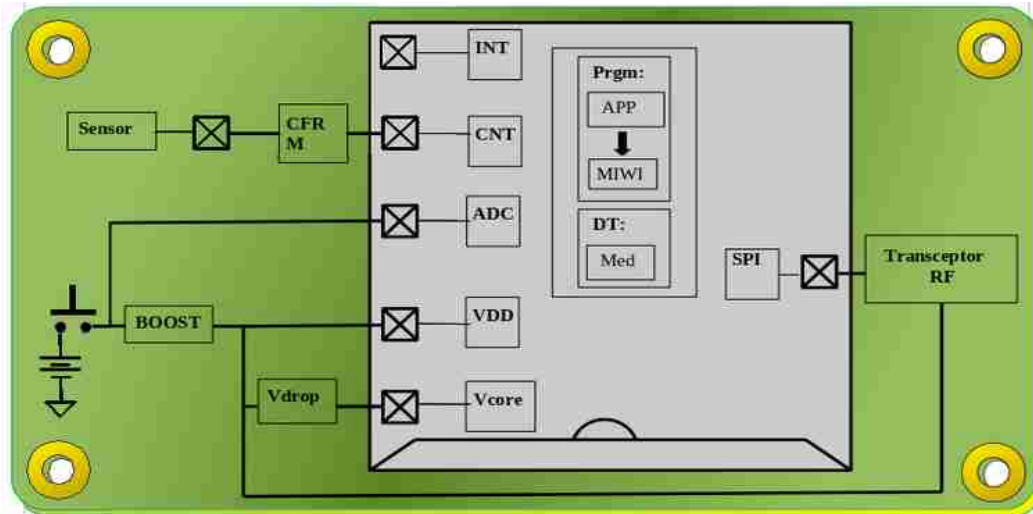 INT
Prgm:
APP
Sensor
CFR
M
CNT
MIWI
ADC
DT:
Med
SPI
Transceptor
RF
BOOST
VDD
Vdrop
Vcore